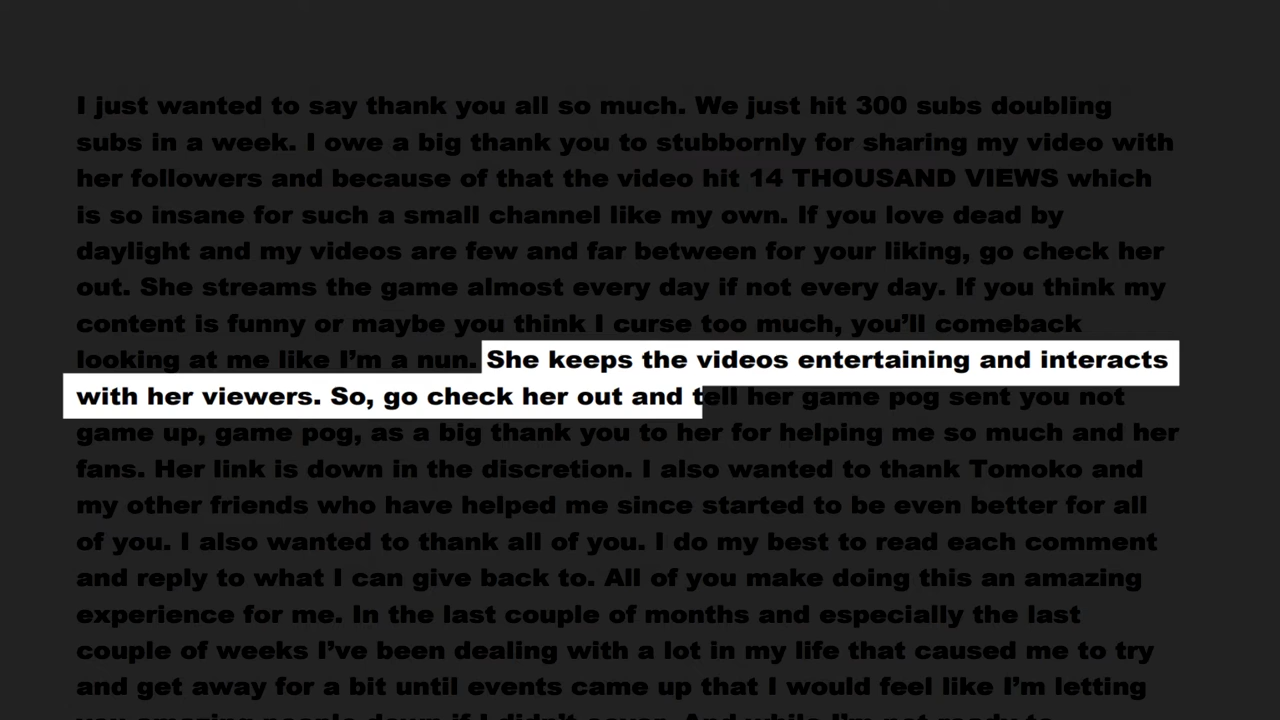 I just wanted to say thank you all so much. We just hit 300 subs doubling
subs in a week. I owe a big thank you to stubbornly for sharing my video with
her followers and because of that the video hit 14 THOUSAND VIEWS which
is so insane for such a small channel like my own. If you love dead by
daylight and my videos are few and far between for your liking, go check her
out. She streams the game almost every day if not every day. If you think my
content is funny or maybe you think I curse too much, you’ll comeback
looking at me like I’m a nun. She keeps the videos entertaining and interacts
with her viewers. So, go check her out and tell her game pog sent you not
game up, game pog, as a big thank you to her for helping me so much and her
fans. Her link is down in the discretion. I also wanted to thank Tomoko and
my other friends who have helped me since started to be even better for all
of you. I also wanted to thank all of you. I do my best to read each comment
and reply to what I can give back to. All of you make doing this an amazing
experience for me. In the last couple of months and especially the last
couple of weeks I’ve been dealing with a lot in my life that caused me to try
and get away for a bit until events came up that I would feel like I’m letting
you amazing people down if I didn’t cover. And while I’m not ready to